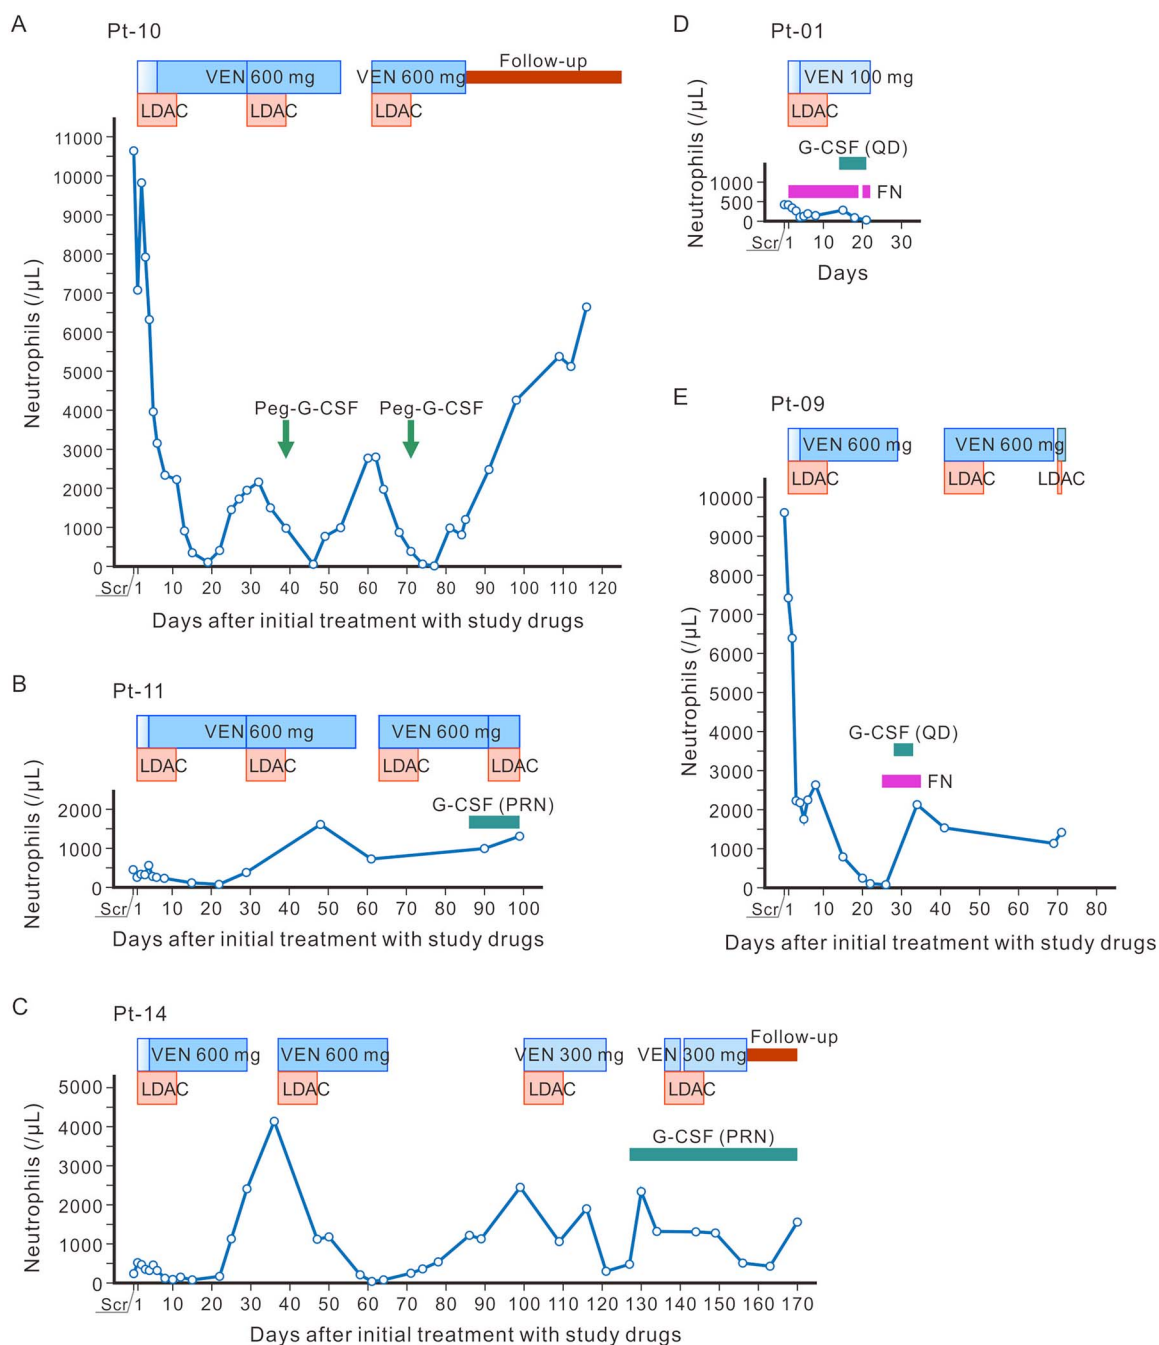 A
Pt-10
Follow-up
VEN 600 mg
VEN 600 mg
LDAC
LDAC
LDAC
Neutrophils (/μL)
11000
10000
9000
8000
7000
6000
5000
4000
3000
2000
1000
0
Peg-G-CSF
Peg-G-CSF
Scr 1 10 20 30 40 50 60 70 80 90 100 110 120
Days after initial treatment with study drugs
B
Pt-11
VEN 600 mg
VEN 600 mg
LDAC
LDAC
LDAC
LDAC
G-CSF (PRN)
Neutrophils (/μL)
2000
1000
0
Scr 1 10 20 30 40 50 60 70 80 90 100
Days after initial treatment with study drugs
C
Pt-14
Follow-up
VEN 600 mg
VEN 600 mg
VEN 300 mg
VEN 300 mg
LDAC
LDAC
LDAC
LDAC
G-CSF (PRN)
Neutrophils (/μL)
5000
4000
3000
2000
1000
0
Scr 1 10 20 30 40 50 60 70 80 90 100 110 120 130 140 150 160 170
Days after initial treatment with study drugs
D
Pt-01
VEN 100 mg
LDAC
G-CSF (QD)
FN
Neutrophils (/μL)
1000
500
0
Scr 1 10 20 30
Days
E
Pt-09
VEN 600 mg
VEN 600 mg
LDAC
LDAC
LDAC
G-CSF (QD)
FN
Neutrophils (/μL)
10000
9000
8000
7000
6000
5000
4000
3000
2000
1000
0
Scr 1 10 20 30 40 50 60 70 80
Days after initial treatment with study drugs